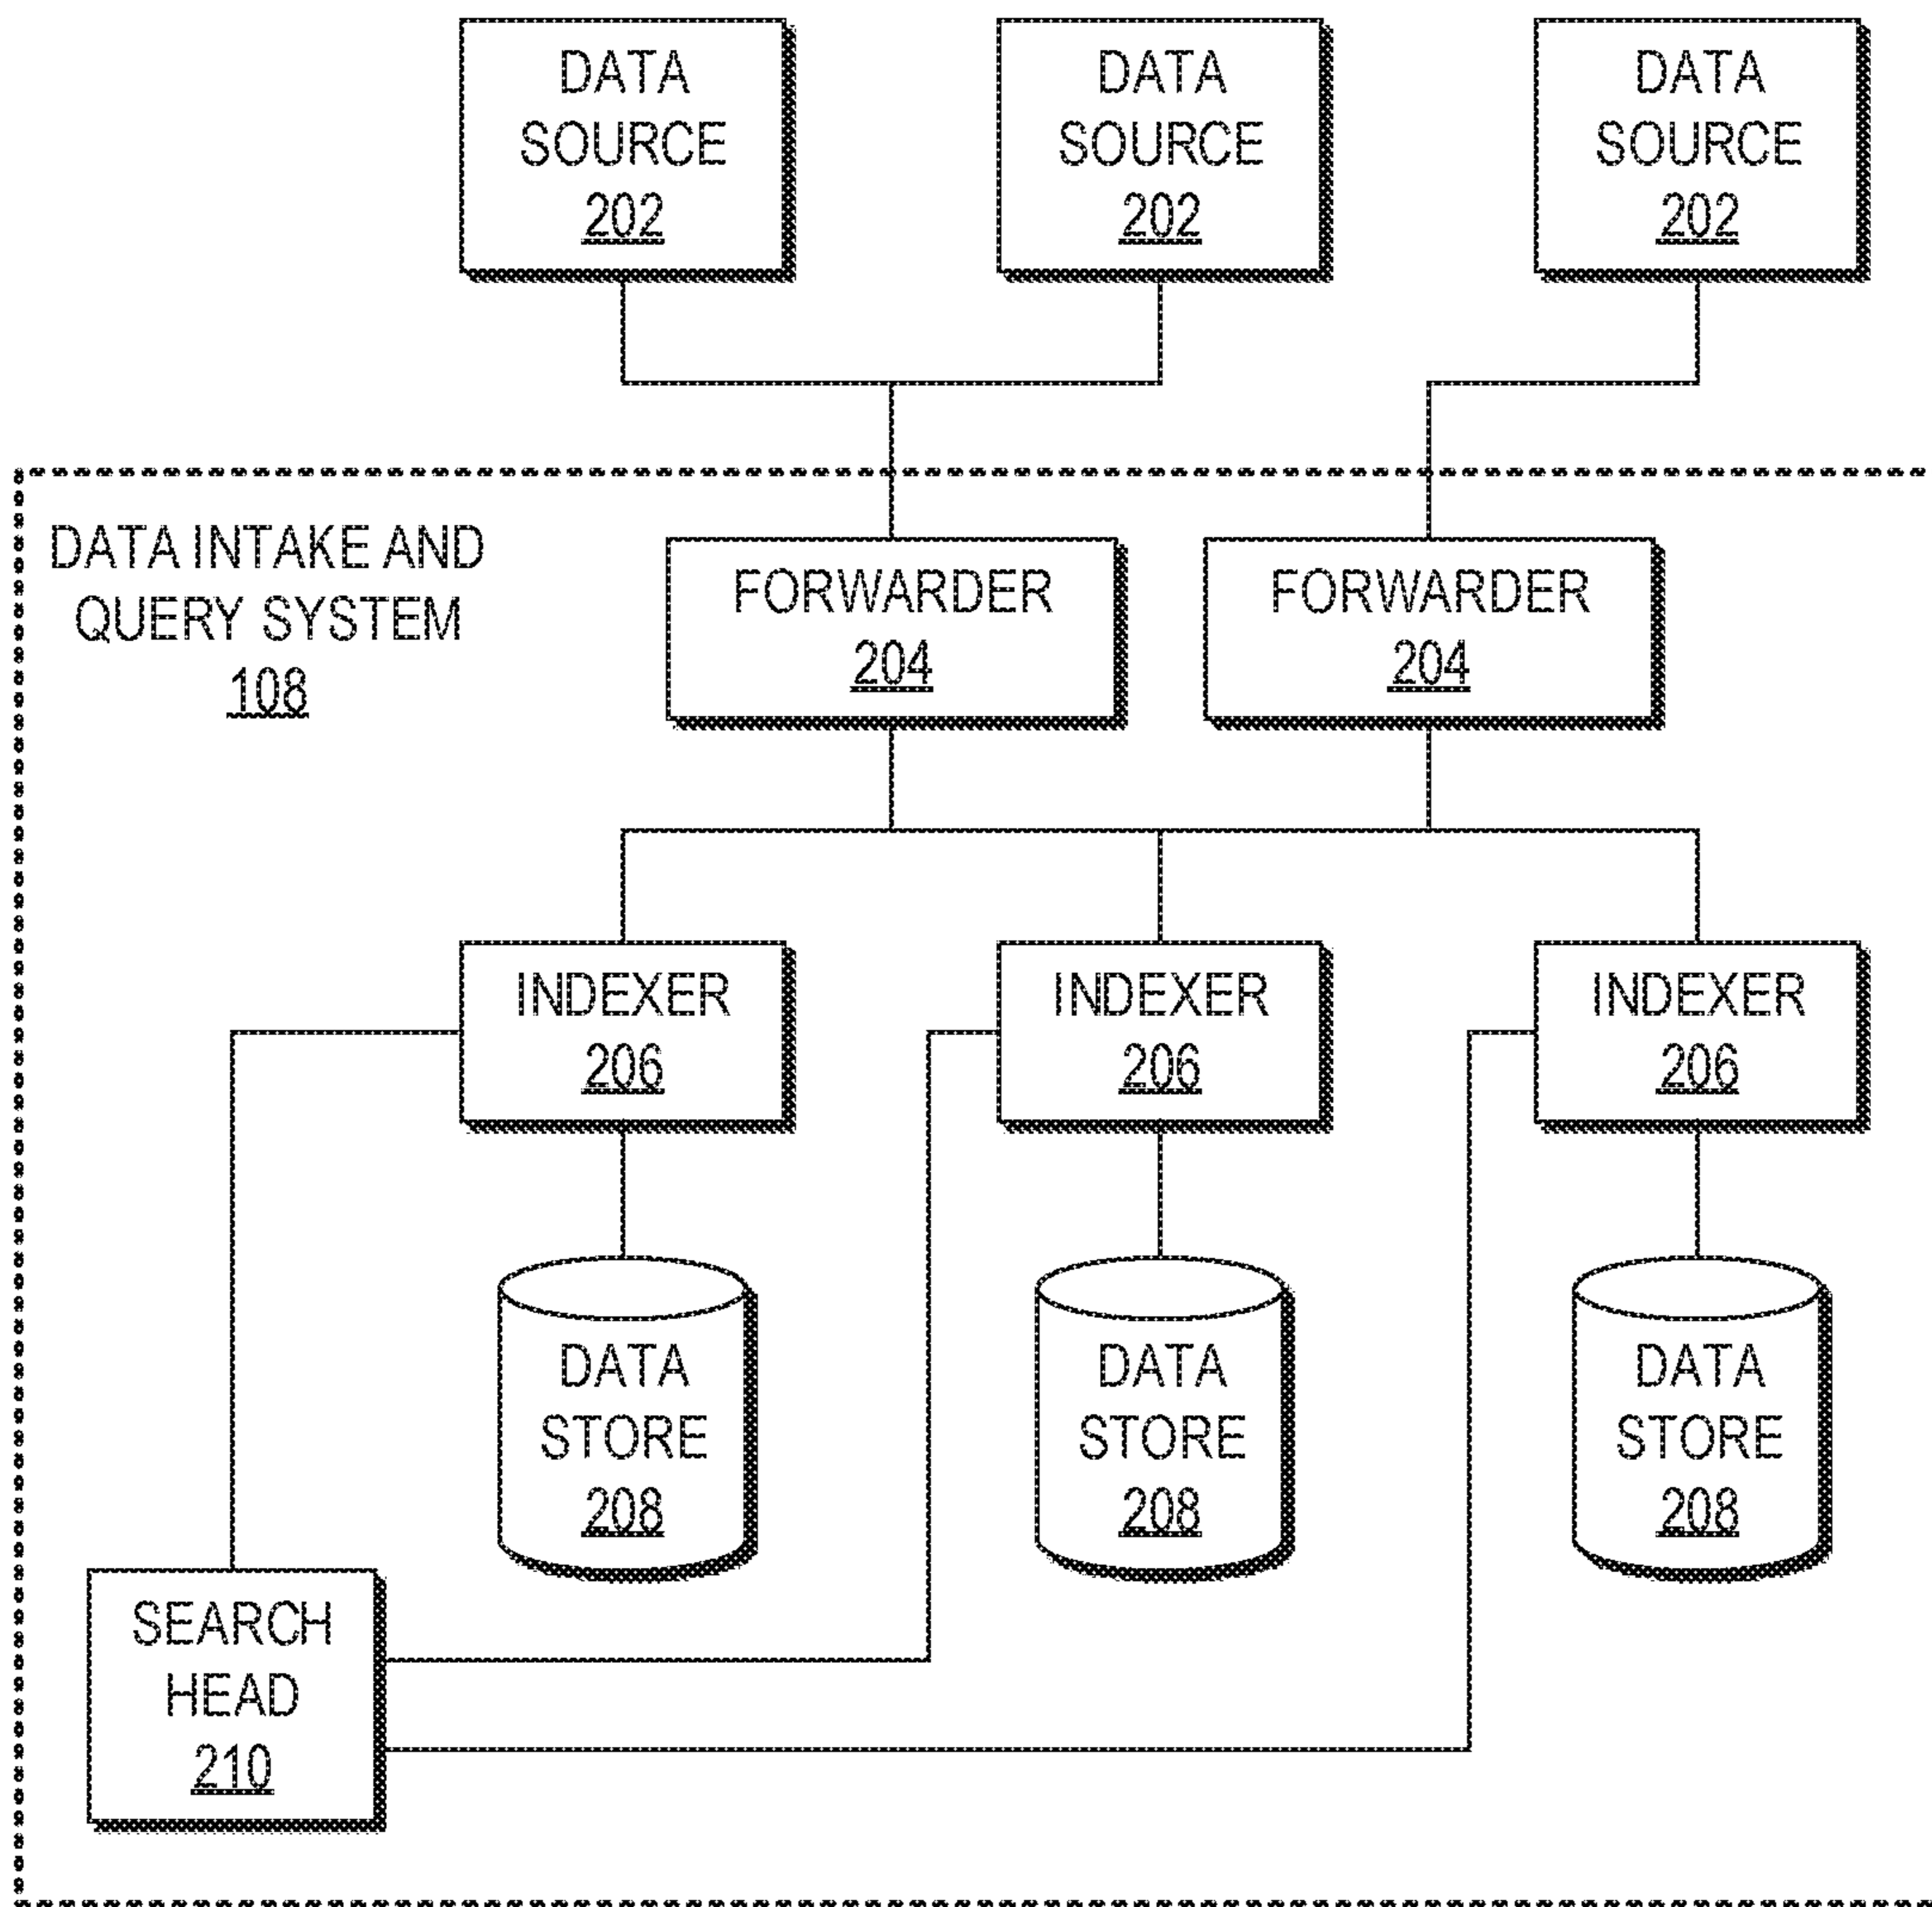 DATA
SOURCE
202
DATA
SOURCE
202
DATA
SOURCE
202
DATA INTAKE AND
QUERY SYSTEM
108
FORWARDER
204
FORWARDER
204
INDEXER
206
INDEXER
206
INDEXER
206
DATA
STORE
208
DATA
STORE
208
DATA
STORE
208
SEARCH
HEAD
210